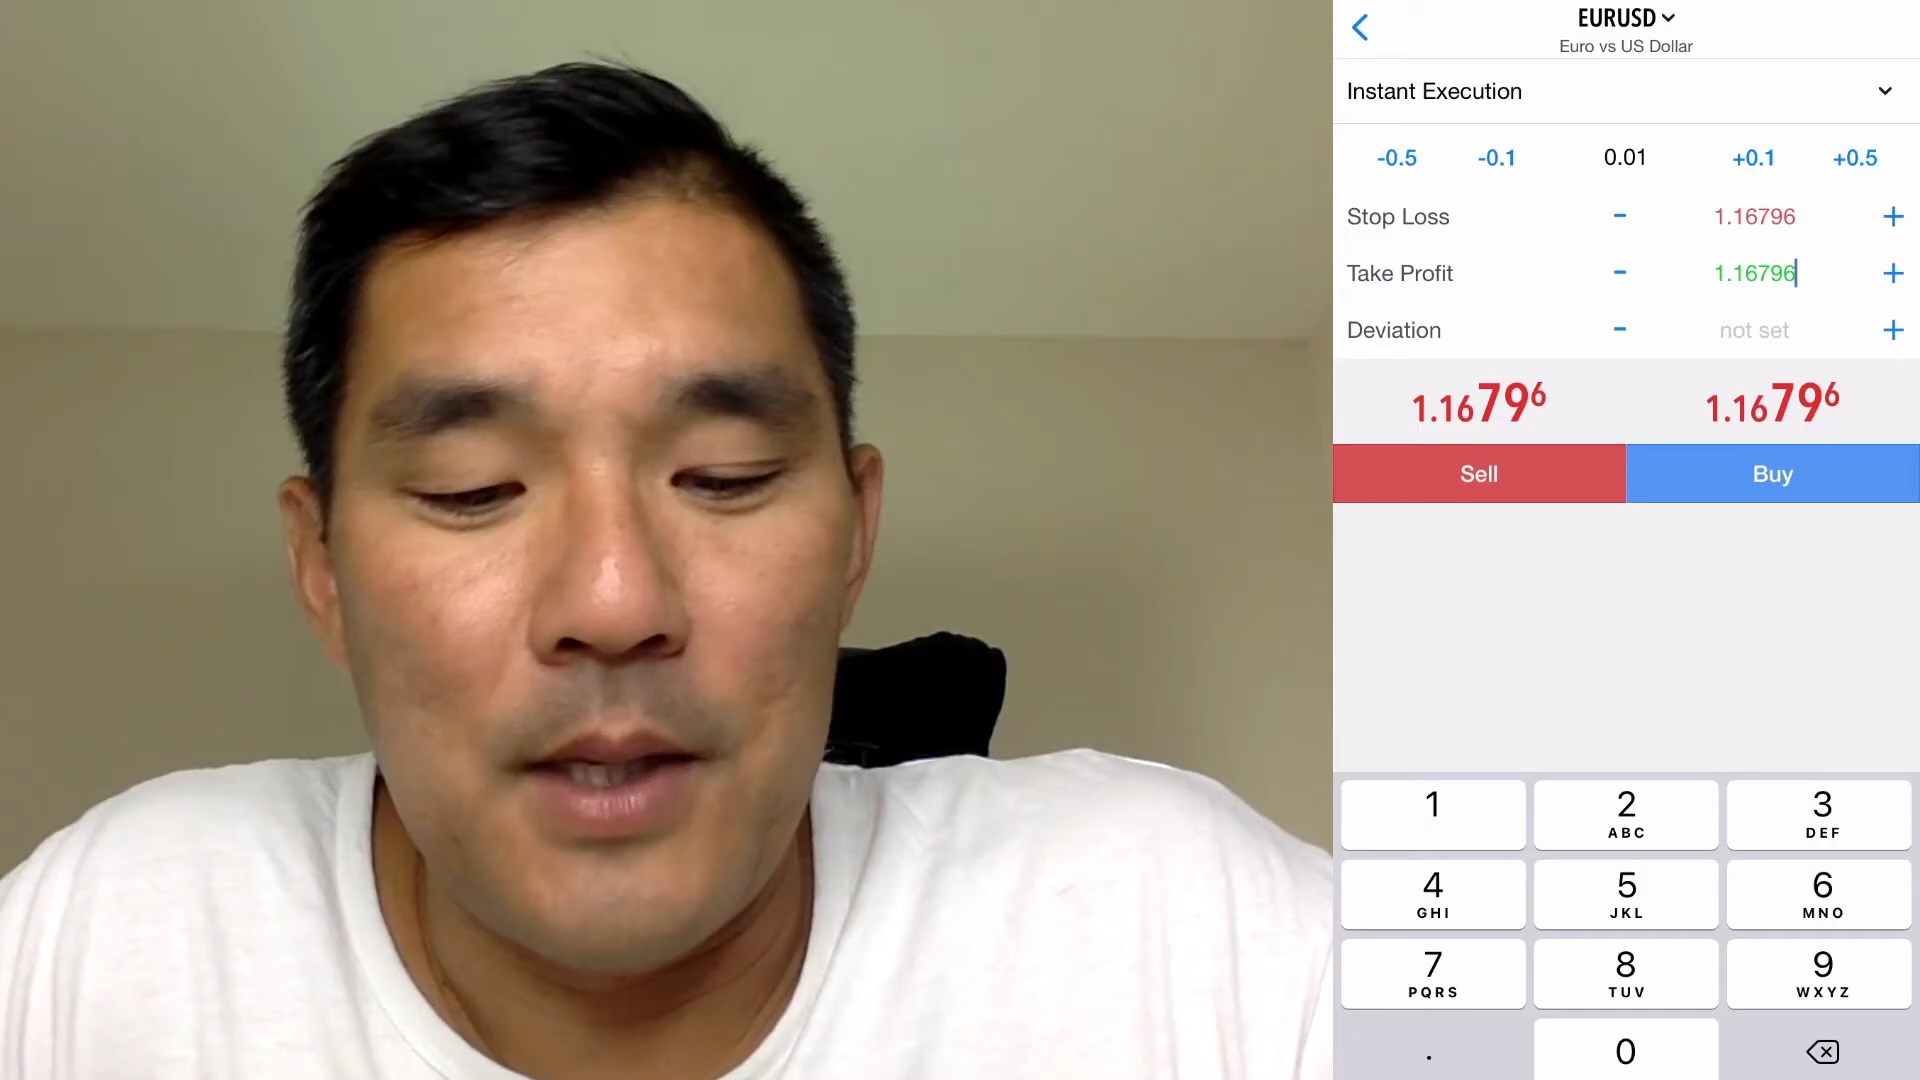 EURUSD
Euro vs US Dollar
Instant Execution
-0.5 -0.1 0.01 +0.1 +0.5
Stop Loss - 1.16796 +
Take Profit - 1.16796 +
Deviation - not set +
1.16796 1.16796
Sell Buy
1 2 3
ABC DEF
4 5 6
GHI JKL MNO
7 8 9
PQRS TUV WXYZ
. 0